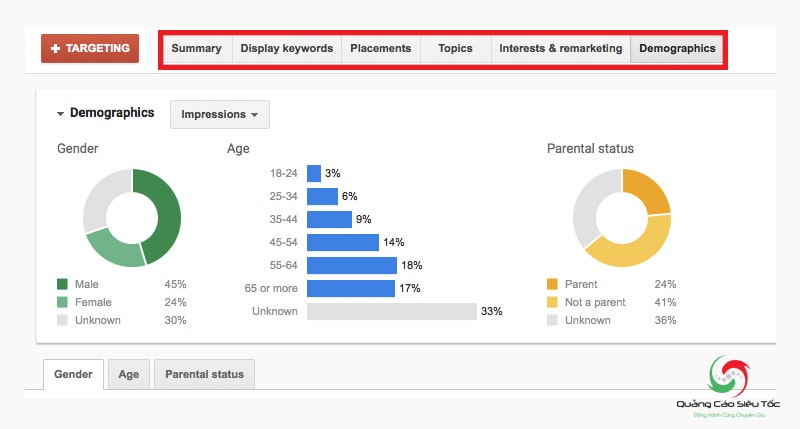 + TARGETING Summary Display keywords Placements Topics Interests & remarketing Demographics
Demographics Impressions
Gender
Male 45%
Female 24%
Unknown 30%
Age
18-24 3%
25-34 6%
35-44 9%
45-54 14%
55-64 18%
65 or more 17%
Unknown 33%
Parental status
Parent 24%
Not a parent 41%
Unknown 36%
Gender Age Parental status
Quảng Cáo Siêu Tốc
Đồng Hành Cùng Chuyên Gia